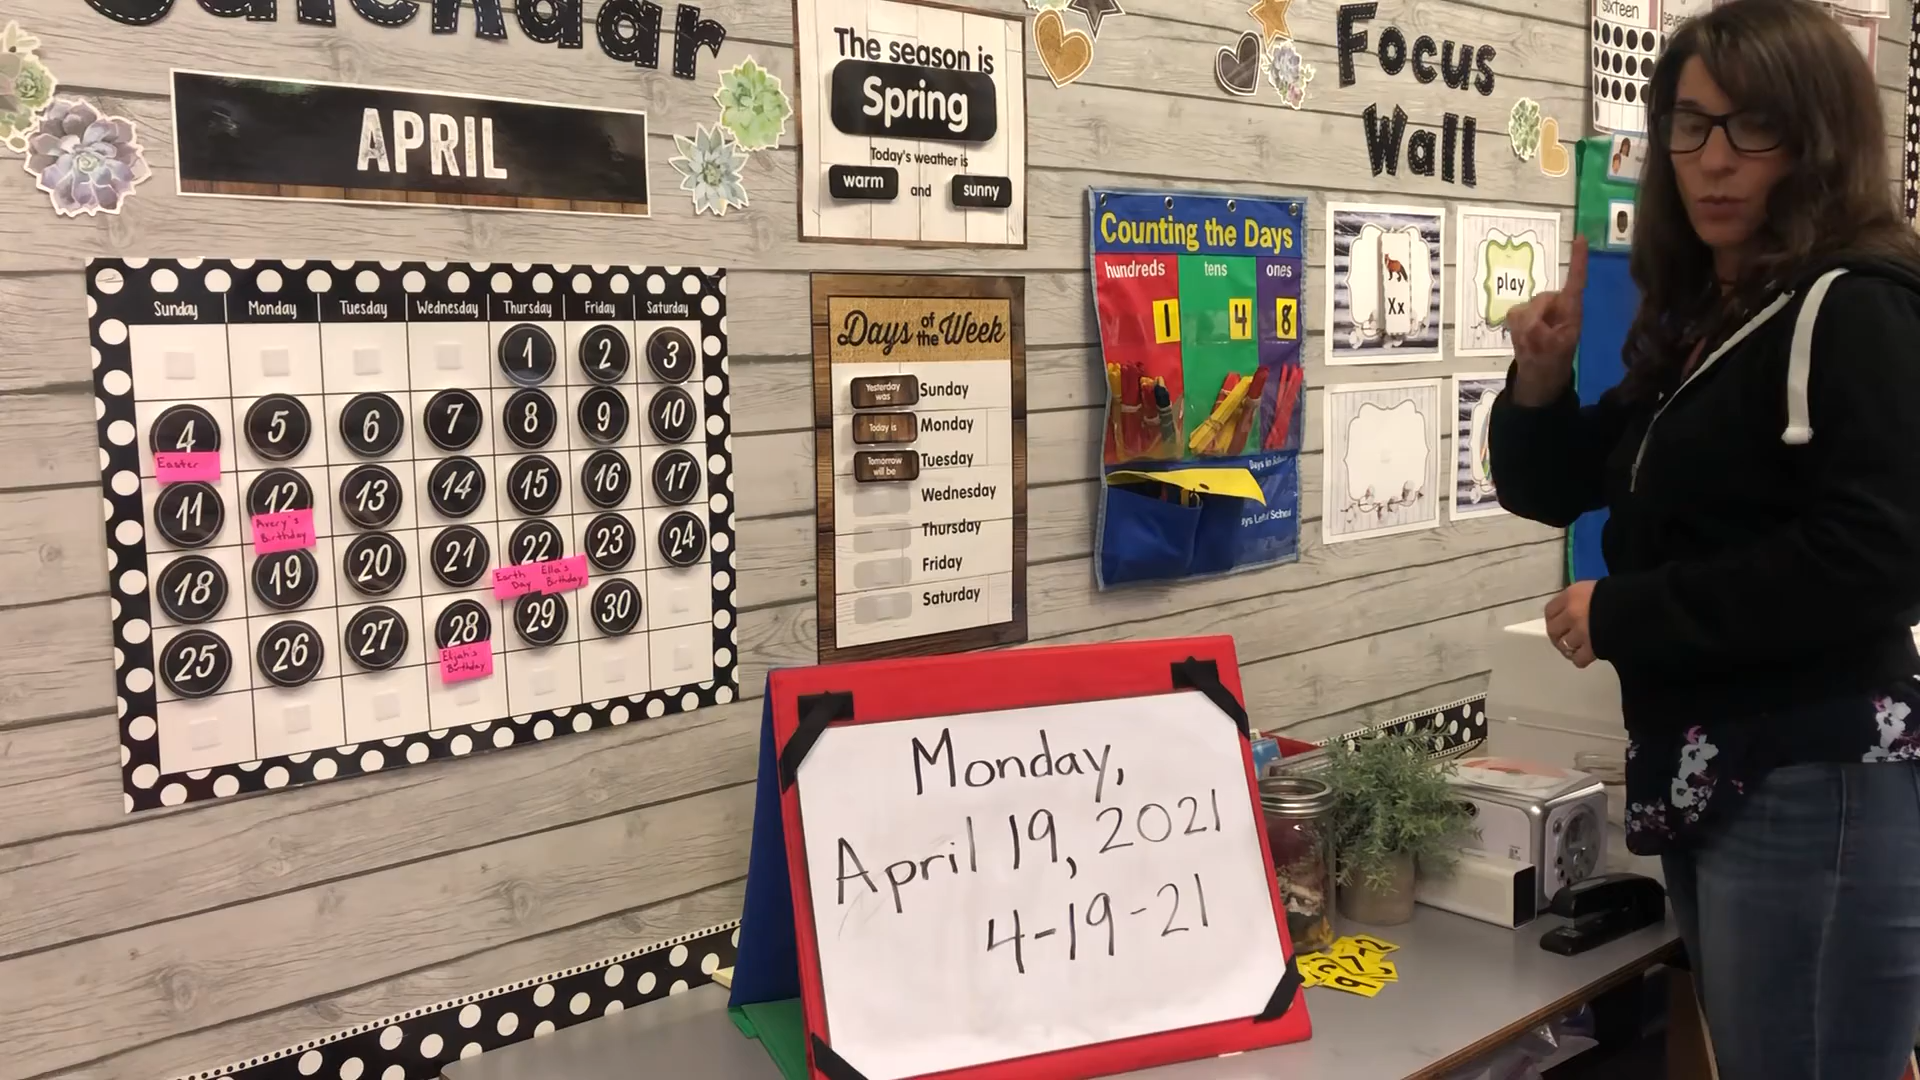 Calendar
APRIL
Sunday Monday Tuesday Wednesday Thursday Friday Saturday
1 2 3
4 5 6 7 8 9 10
Easter
11 12 13 14 15 16 17
Avery's
Birthday
18 19 20 21 22 23 24
Earth Day
Ella's Birthday
25 26 27 28 29 30
Elijah's
Birthday
The season is
Spring
Today's weather is
warm and sunny
Days of the Week
Yesterday was Sunday
Today is Monday
Tomorrow will be Tuesday
Wednesday
Thursday
Friday
Saturday
Counting the Days
hundreds tens ones
1 4 8
Days in School
ays Left of School
Focus
Wall
Xx
play
sixteen
Monday,
April 19, 2021
4-19-21